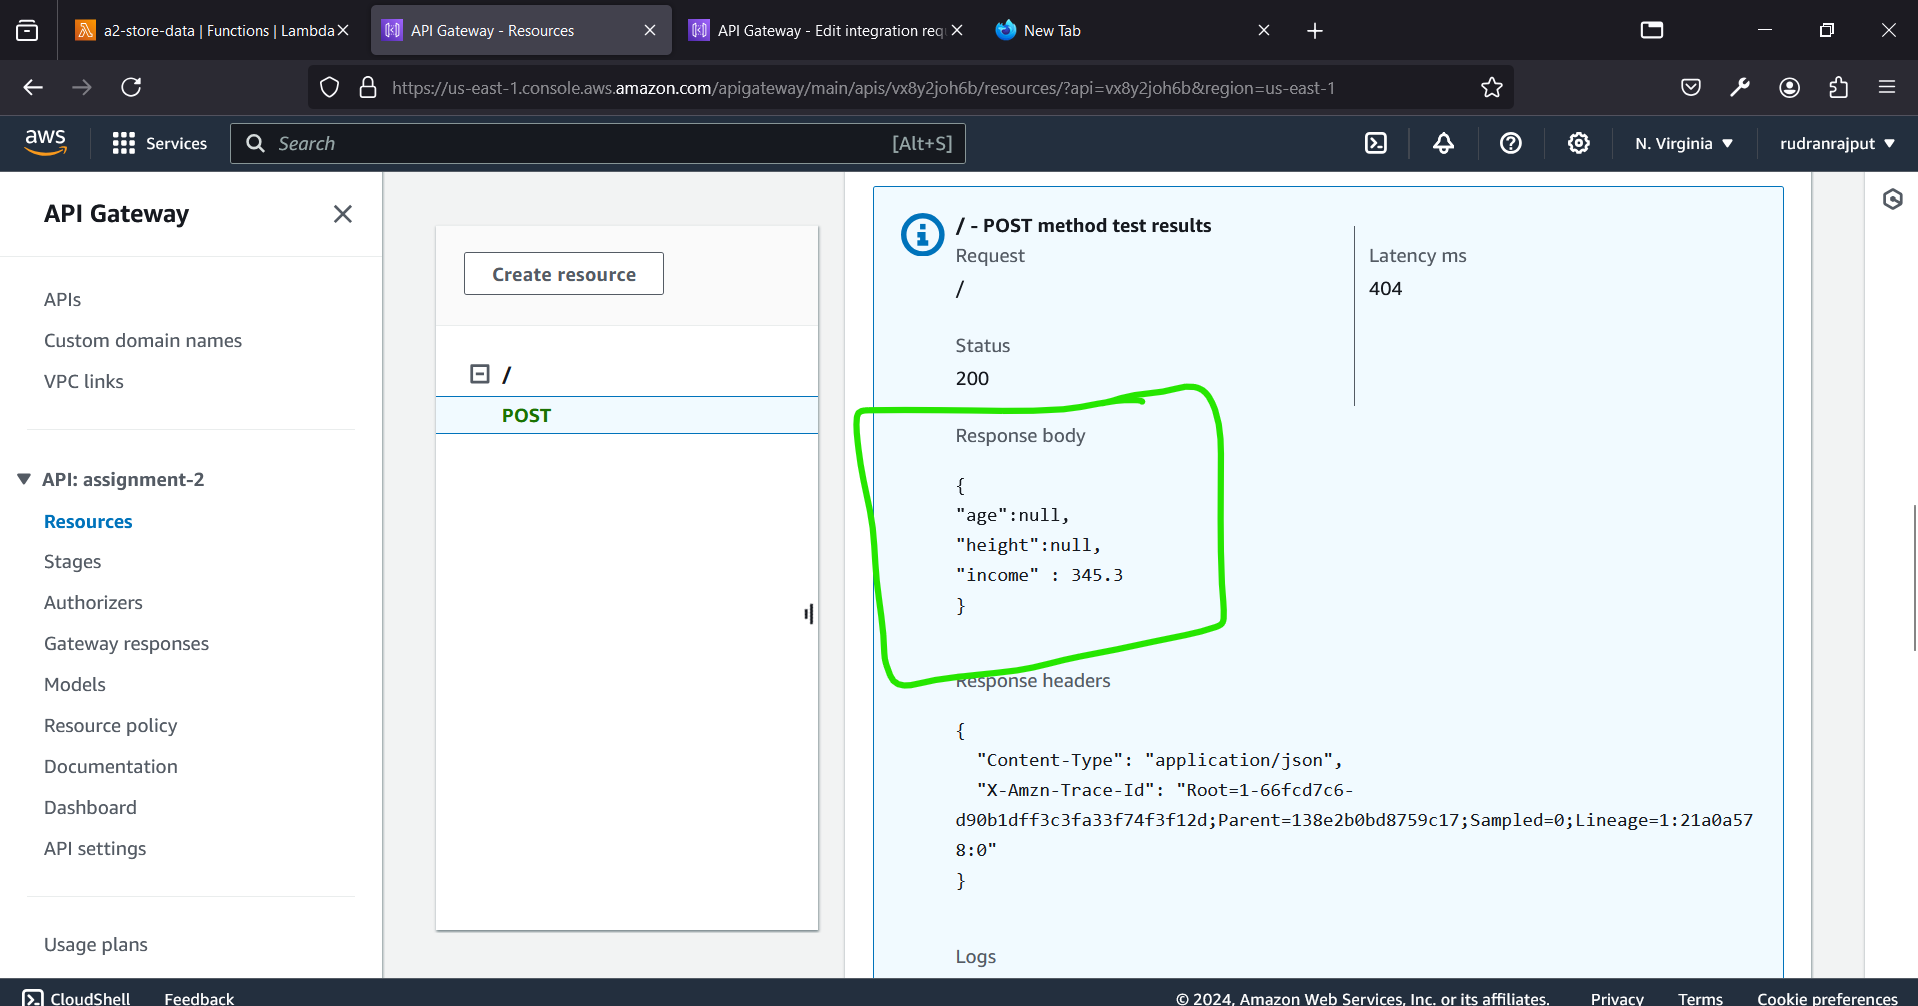 a2-store-data | Functions | Lambda
API Gateway - Resources
API Gateway - Edit integration req
New Tab
https://us-east-1.console.aws.amazon.com/apigateway/main/apis/vx8y2joh6b/resources/?api=vx8y2joh6b&region=us-east-1
aws
Services
Search
[Alt+S]
N. Virginia
rudranrajput
API Gateway
APIs
Custom domain names
VPC links
API: assignment-2
Resources
Stages
Authorizers
Gateway responses
Models
Resource policy
Documentation
Dashboard
API settings
Usage plans
Create resource
/
POST
/ - POST method test results
Request
/
Latency ms
404
Status
200
Response body
{
"age":null,
"height":null,
"income" : 345.3
}
Response headers
{
"Content-Type": "application/json",
"X-Amzn-Trace-Id": "Root=1-66fcd7c6-
d90b1dff3c3fa33f74f3f12d;Parent=138e2b0bd8759c17;Sampled=0;Lineage=1:21a0a57
8:0"
}
Logs
CloudShell
Feedback
© 2024, Amazon Web Services, Inc. or its affiliates.
Privacy
Terms
Cookie preferences